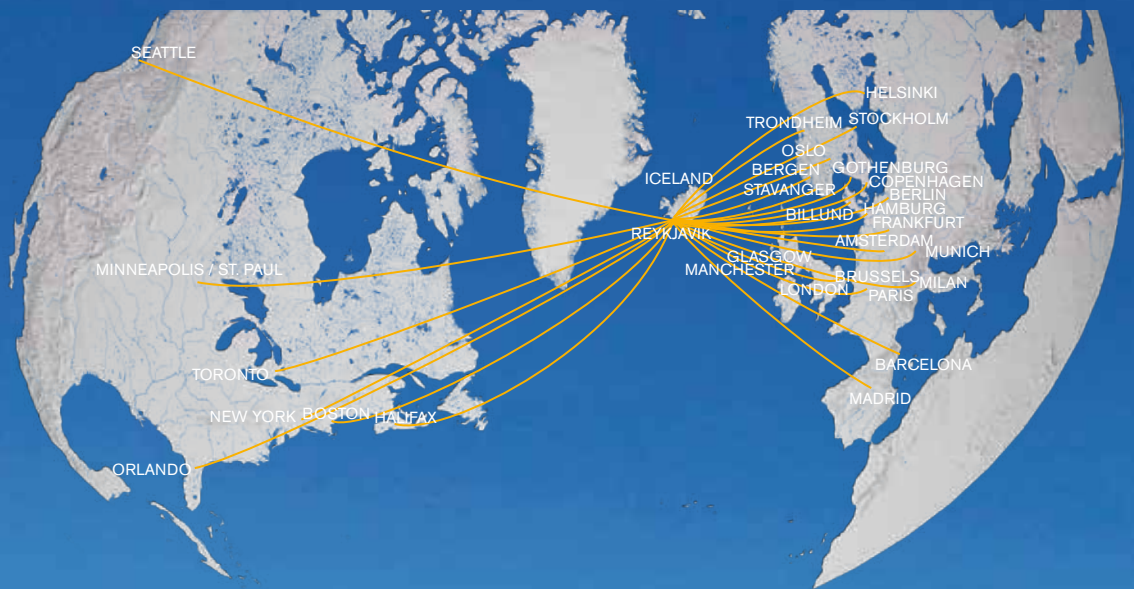 SEATTLE
HELSINKI
STOCKHOLM
TRONDHEIM
OSLO
BERGEN
GOTHENBURG
ICELAND
COPENHAGEN
STAVANGER
BERLIN
BILLUND
HAMBURG
FRANKFURT
REYKJAVIK
AMSTERDAM
MUNICH
GLASGOW
MINNEAPOLIS / ST. PAUL
MANCHESTER
BRUSSELS
MILAN
LONDON
PARIS
BARCELONA
TORONTO
MADRID
NEW YORK
BOSTON
HALIFAX
ORLANDO